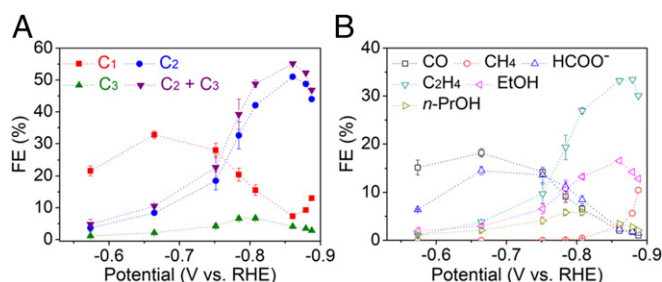 A
B
C₁
C₂
C₃
C₂ + C₃
FE (%)
60
50
40
30
20
10
0
-0.6
-0.7
-0.8
-0.9
Potential (V vs. RHE)
CO
CH₄
HCOO⁻
C₂H₄
EtOH
n-PrOH
FE (%)
40
30
20
10
0
-0.6
-0.7
-0.8
-0.9
Potential (V vs. RHE)